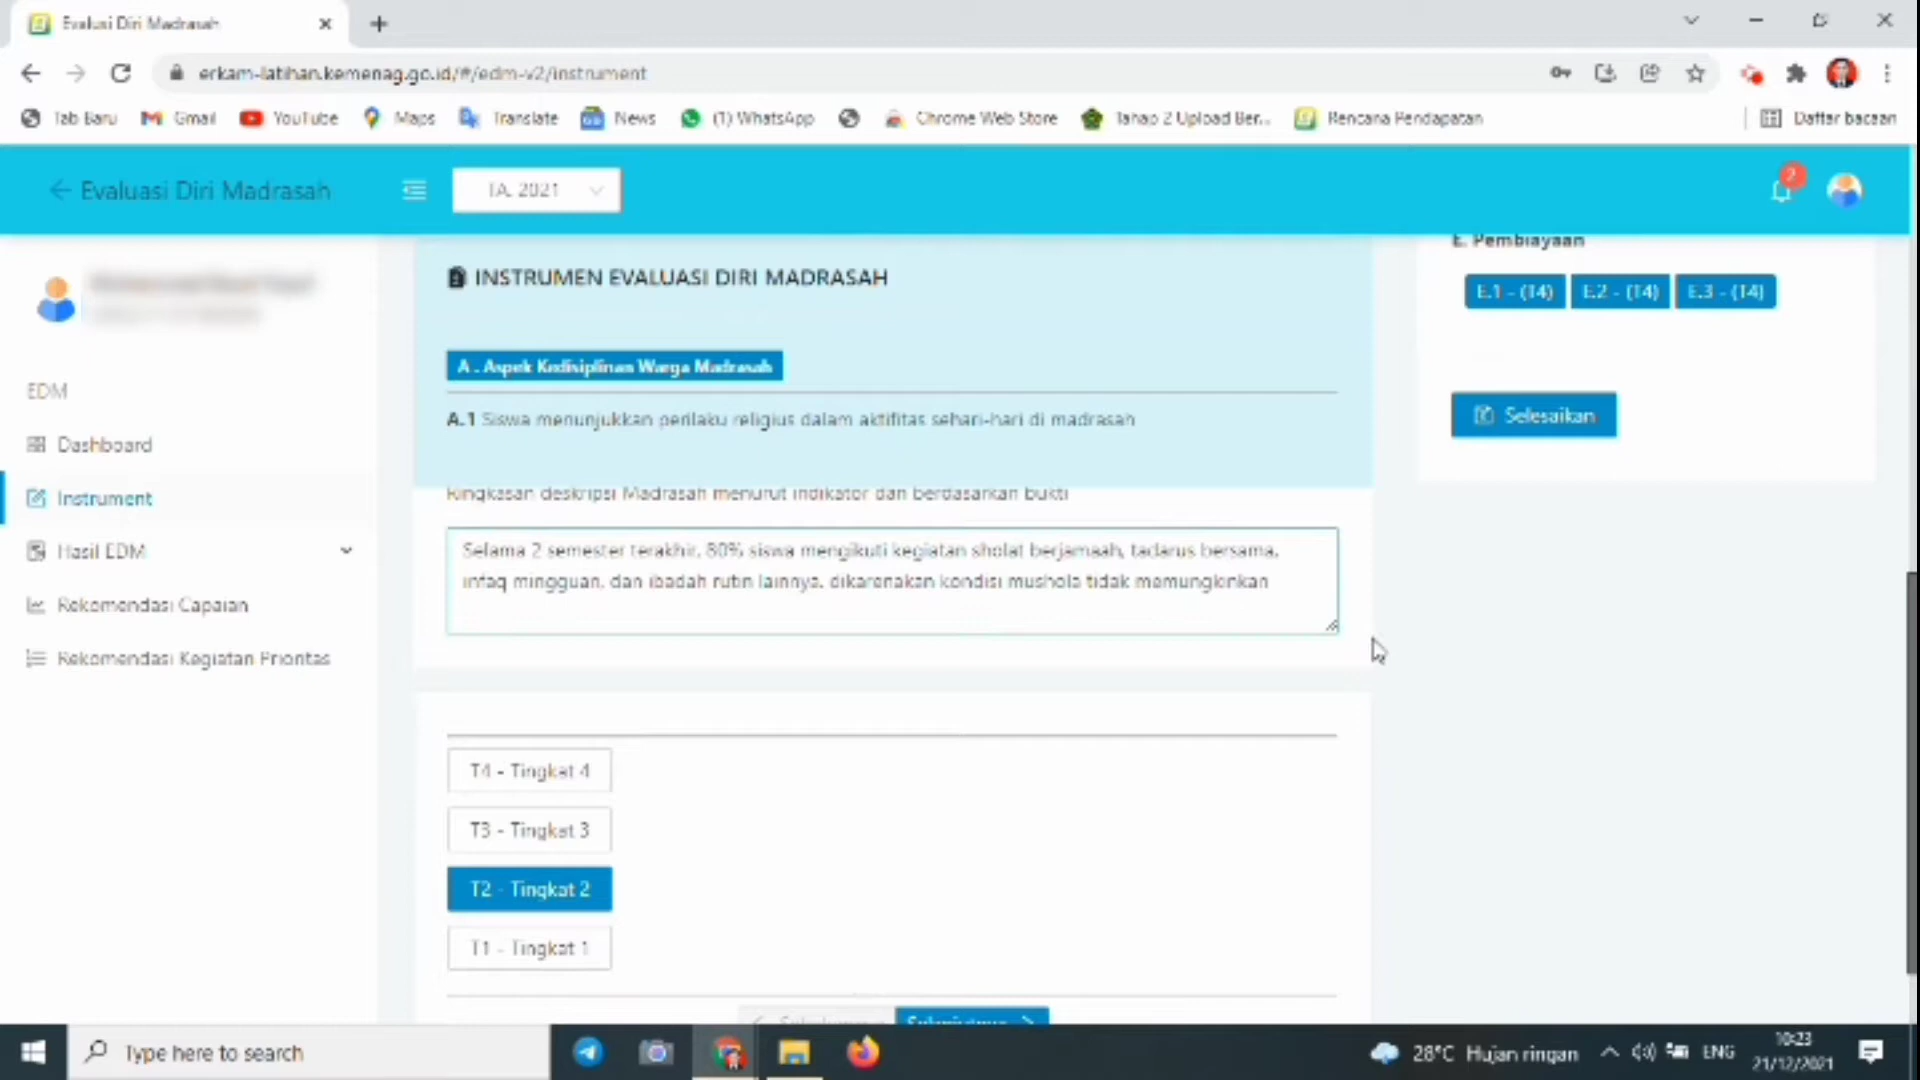 Evaluasi Diri Madrasah
erkam-latihan.kemenag.go.id/#/edm-v2/instrument
Tab Baru
Gmail
YouTube
Maps
Translate
News
(1) WhatsApp
Chrome Web Store
Tahap 2 Upload Ber...
Rencana Pendapatan
Daftar bacaan
Evaluasi Diri Madrasah
TA. 2021
2
EDM
Dashboard
Instrument
Hasil EDM
Rekomendasi Capaian
Rekomendasi Kegiatan Prioritas
INSTRUMEN EVALUASI DIRI MADRASAH
A . Aspek Kedisiplinan Warga Madrasah
A.1 Siswa menunjukkan perilaku religius dalam aktifitas sehari-hari di madrasah
Ringkasan deskripsi Madrasah menurut indikator dan berdasarkan bukti
Selama 2 semester terakhir, 80% siswa mengikuti kegiatan sholat berjamaah, tadarus bersama,
infaq mingguan, dan ibadah rutin lainnya. dikarenakan kondisi mushola tidak memungkinkan
T4 - Tingkat 4
T3 - Tingkat 3
T2 - Tingkat 2
T1 - Tingkat 1
E. Pembiayaan
E.1 - (T4)
E.2 - (T4)
E.3 - (T4)
Selesaikan
Type here to search
28°C Hujan ringan
ENG
10:23
21/12/2021